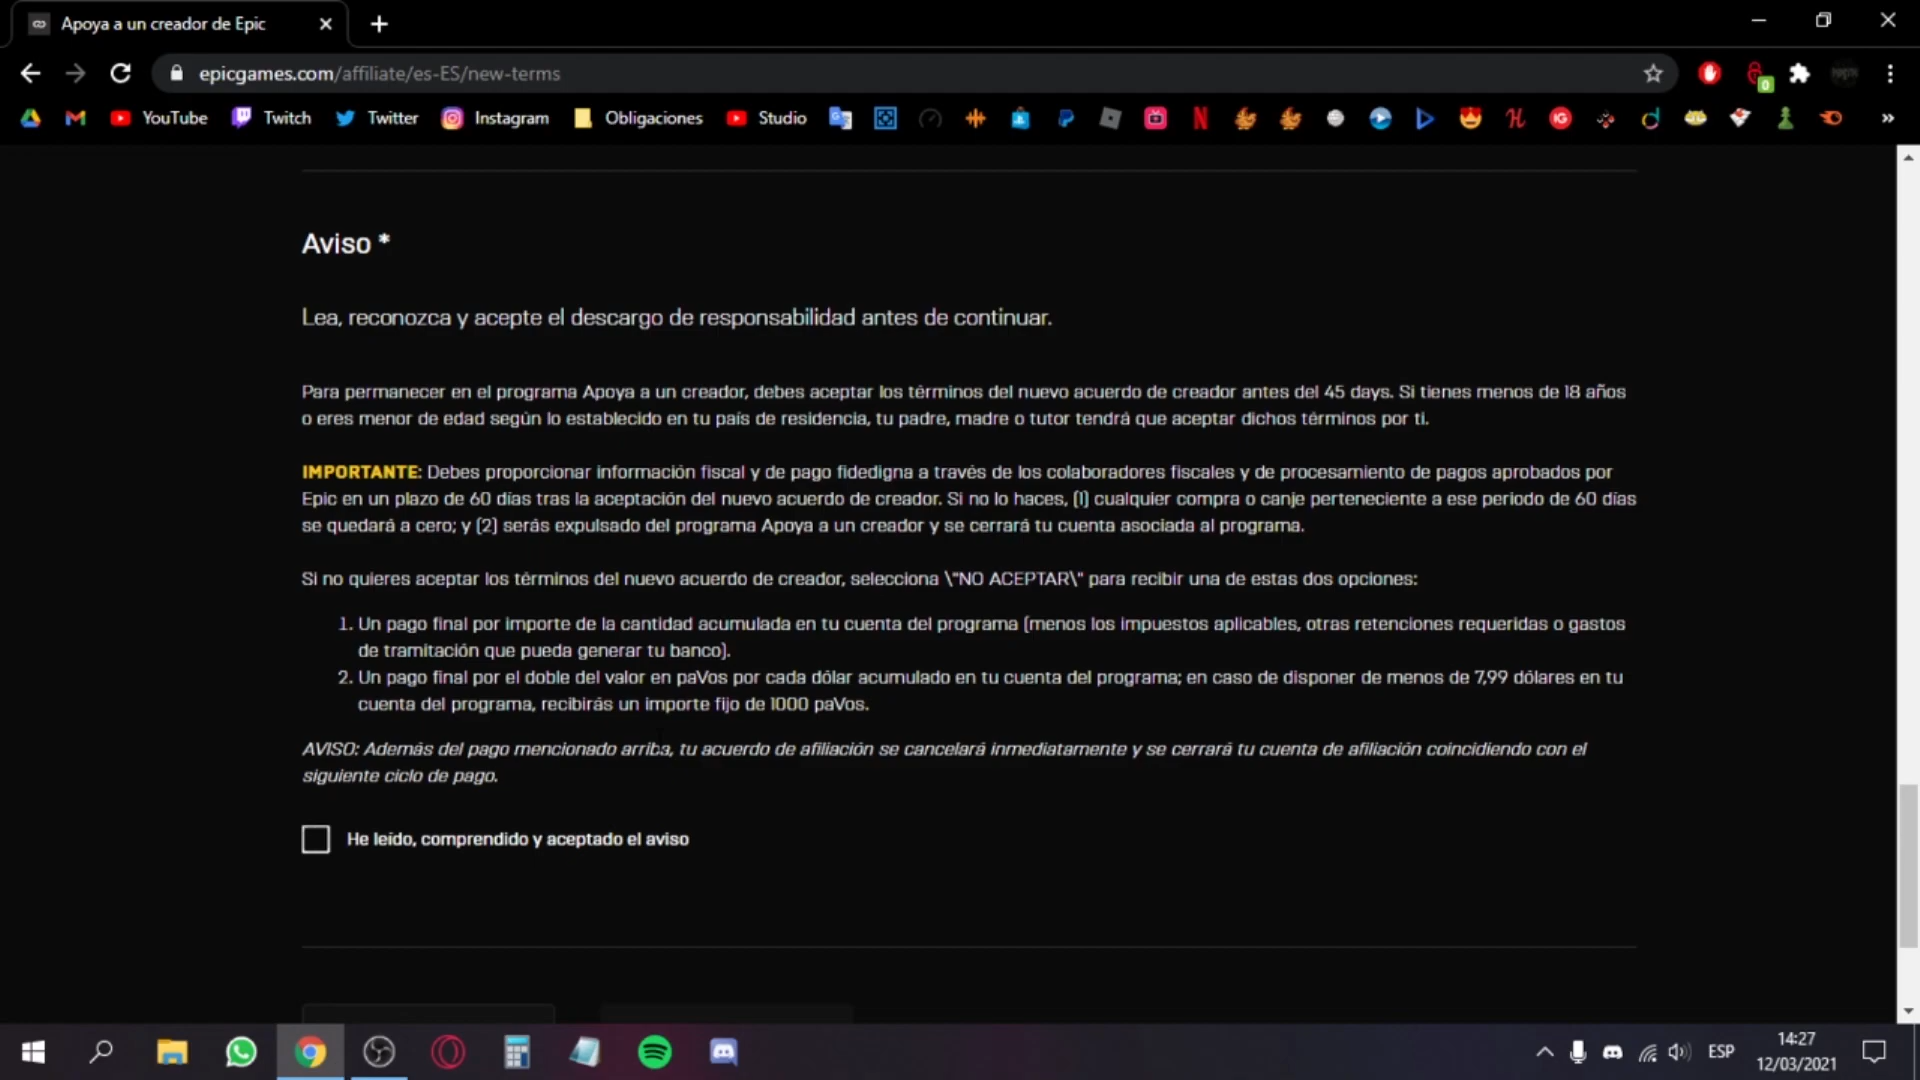 Apoya a un creador de Epic
epicgames.com/affiliate/es-ES/new-terms
0
YouTube
Twitch
Twitter
Instagram
Obligaciones
Studio
Aviso *
Lea, reconozca y acepte el descargo de responsabilidad antes de continuar.
Para permanecer en el programa Apoya a un creador, debes aceptar los términos del nuevo acuerdo de creador antes del 45 days. Si tienes menos de 18 años
o eres menor de edad según lo establecido en tu país de residencia, tu padre, madre o tutor tendrá que aceptar dichos términos por ti.
IMPORTANTE: Debes proporcionar información fiscal y de pago fidedigna a través de los colaboradores fiscales y de procesamiento de pagos aprobados por
Epic en un plazo de 60 días tras la aceptación del nuevo acuerdo de creador. Si no lo haces, (1) cualquier compra o canje perteneciente a ese periodo de 60 días
se quedará a cero; y (2) serás expulsado del programa Apoya a un creador y se cerrará tu cuenta asociada al programa.
Si no quieres aceptar los términos del nuevo acuerdo de creador, selecciona \"NO ACEPTAR\" para recibir una de estas dos opciones:
1. Un pago final por importe de la cantidad acumulada en tu cuenta del programa (menos los impuestos aplicables, otras retenciones requeridas o gastos
de tramitación que pueda generar tu banco).
2. Un pago final por el doble del valor en paVos por cada dólar acumulado en tu cuenta del programa; en caso de disponer de menos de 7,99 dólares en tu
cuenta del programa, recibirás un importe fijo de 1000 paVos.
AVISO: Además del pago mencionado arriba, tu acuerdo de afiliación se cancelará inmediatamente y se cerrará tu cuenta de afiliación coincidiendo con el
siguiente ciclo de pago.
He leído, comprendido y aceptado el aviso
ESP
14:27
12/03/2021